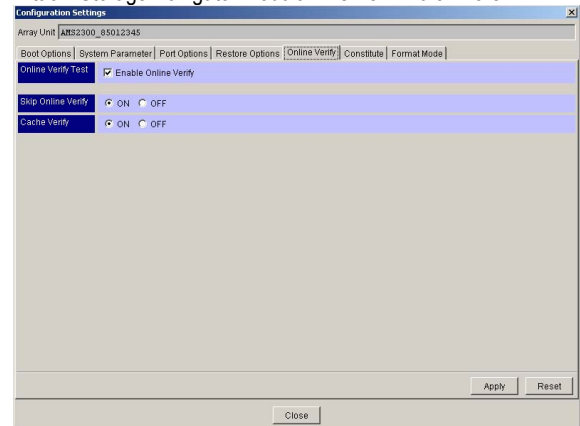 Configuration Settings
Array Unit AMS2300_85012345
Boot Options System Parameter Port Options Restore Options Online Verify Constitute Format Mode
Online Verify Test Enable Online Verify
Skip Online Verify ON OFF
Cache Verify ON OFF
Apply Reset
Close